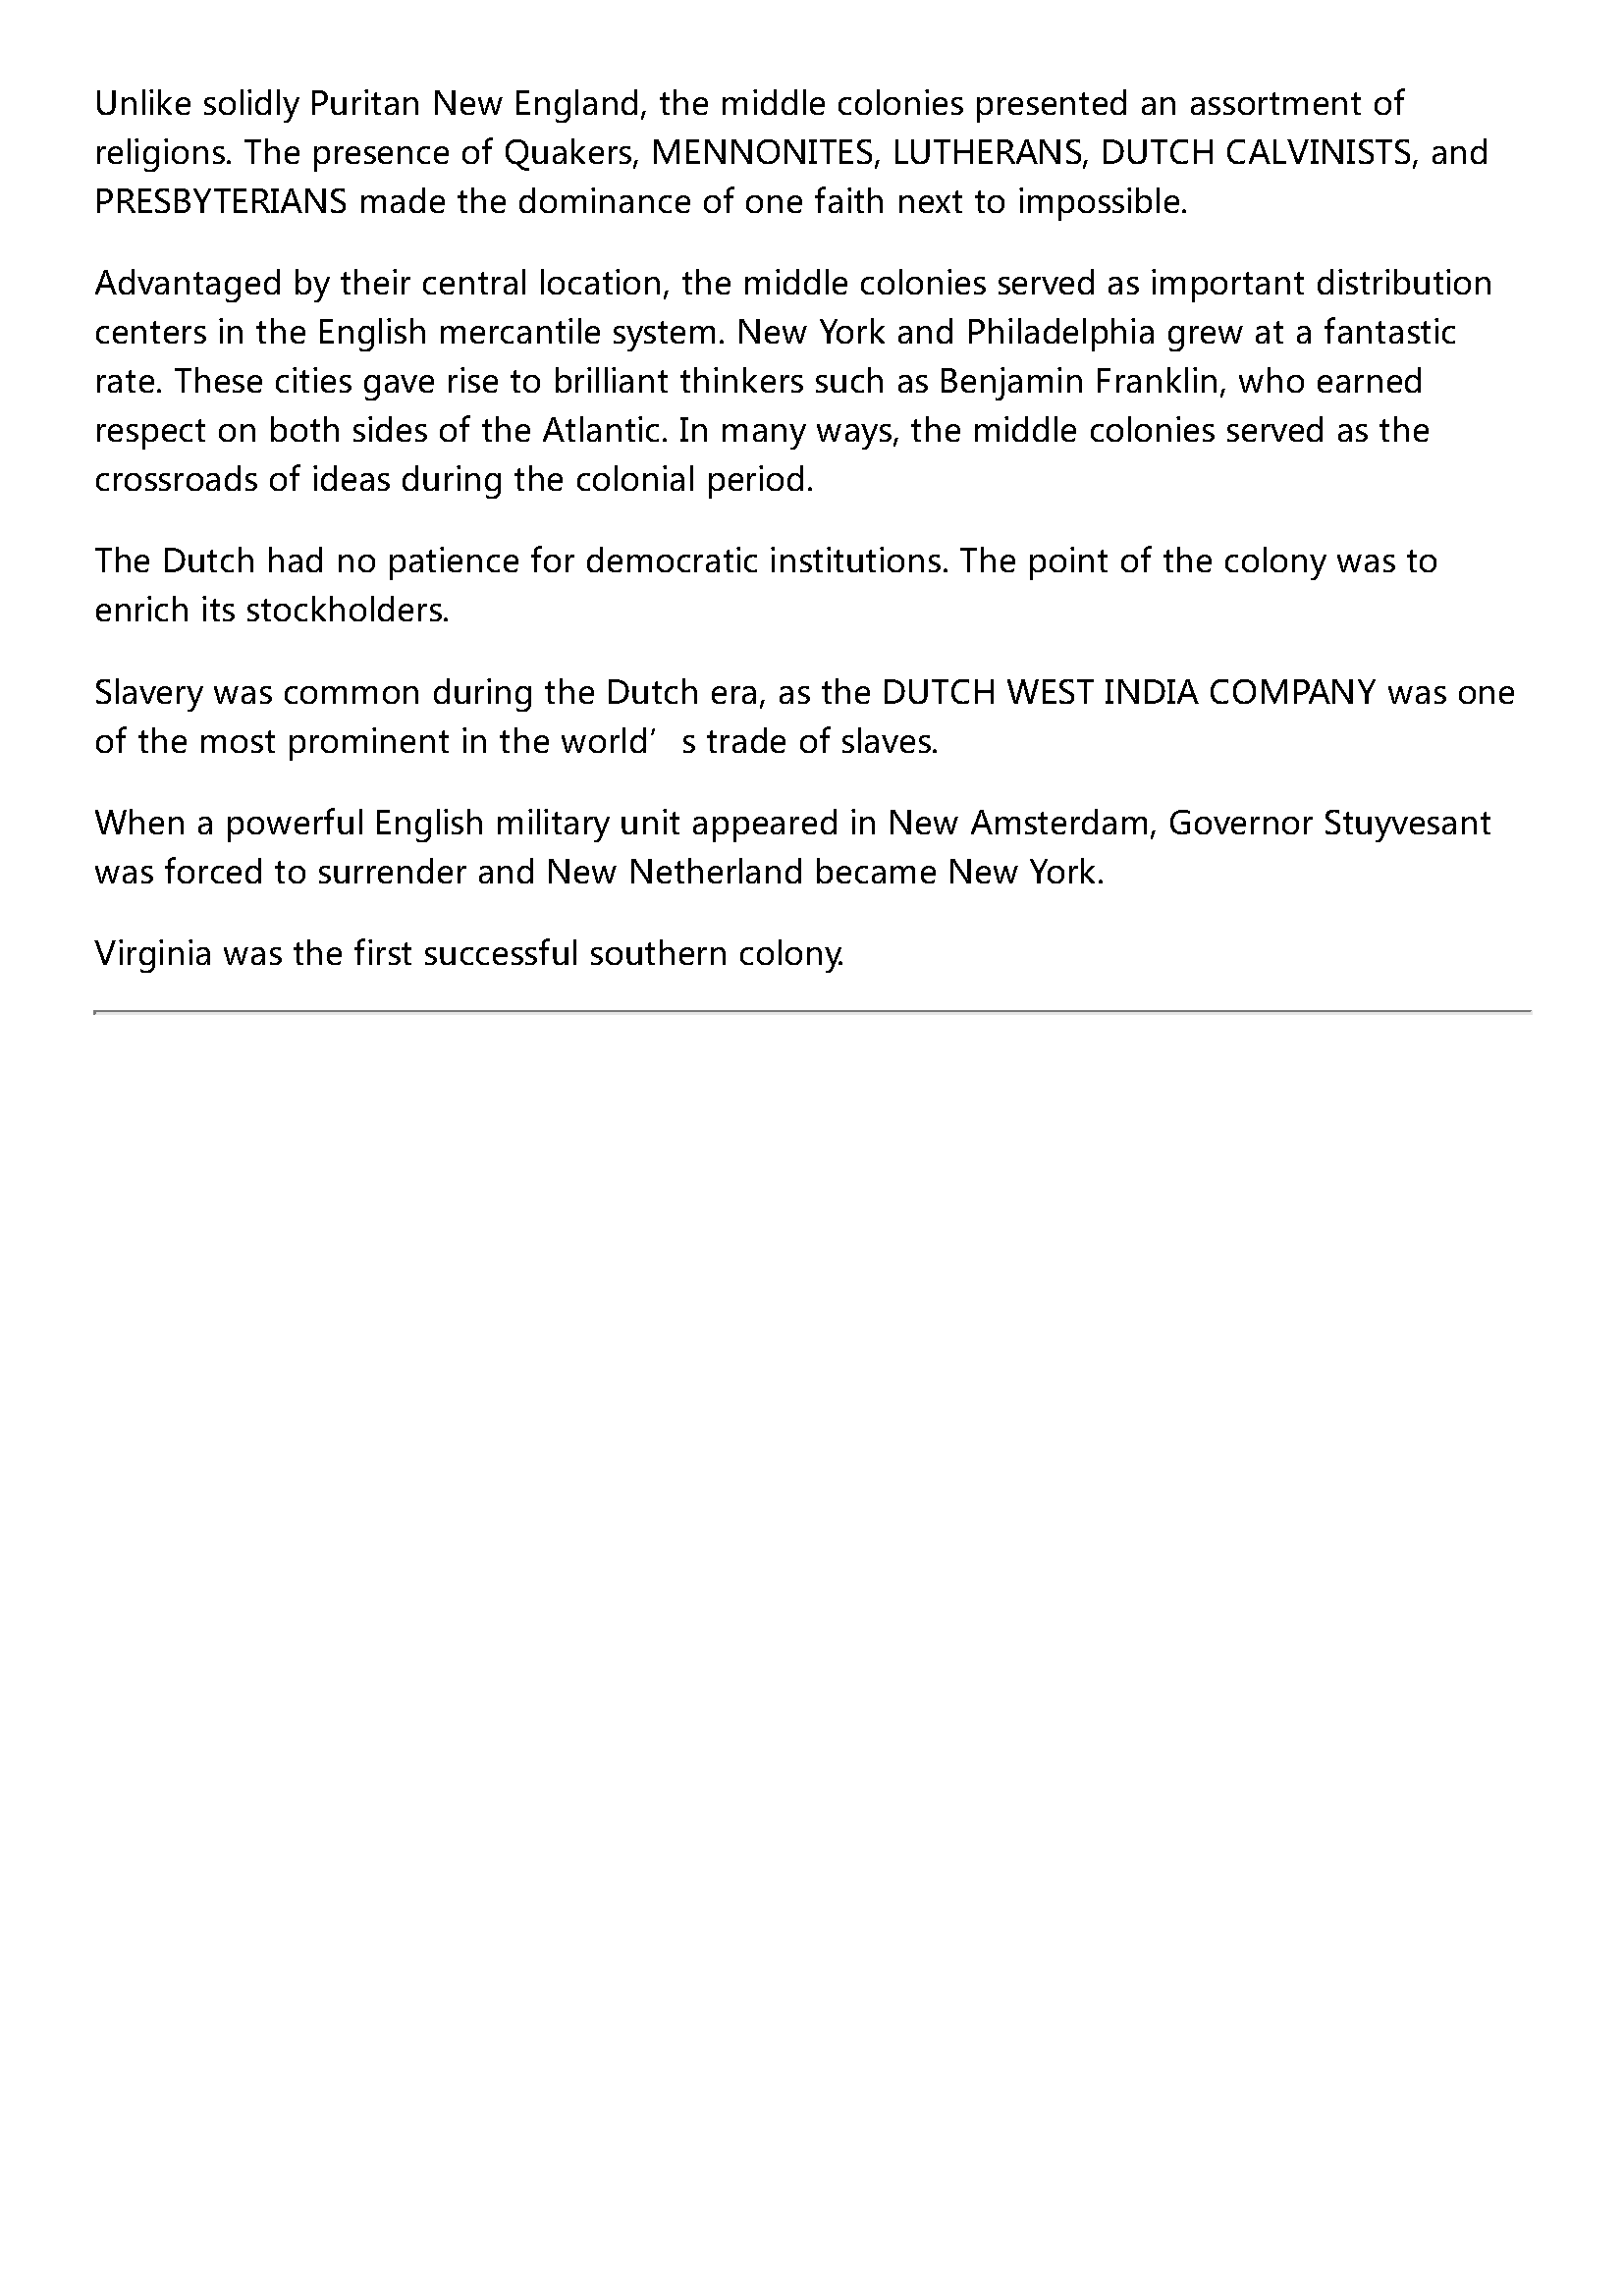 Unlike solidly Puritan New England, the middle colonies presented an assortment of
religions. The presence of Quakers, MENNONITES, LUTHERANS, DUTCH CALVINISTS, and
PRESBYTERIANS made the dominance of one faith next to impossible.
Advantaged by their central location, the middle colonies served as important distribution
centers in the English mercantile system. New York and Philadelphia grew at a fantastic
rate. These cities gave rise to brilliant thinkers such as Benjamin Franklin, who earned
respect on both sides of the Atlantic. In many ways, the middle colonies served as the
crossroads of ideas during the colonial period.
The Dutch had no patience for democratic institutions. The point of the colony was to
enrich its stockholders.
Slavery was common during the Dutch era, as the DUTCH WEST INDIA COMPANY was one
of the most prominent in the world’s trade of slaves.
When a powerful English military unit appeared in New Amsterdam, Governor Stuyvesant
was forced to surrender and New Netherland became New York.
Virginia was the first successful southern colony.